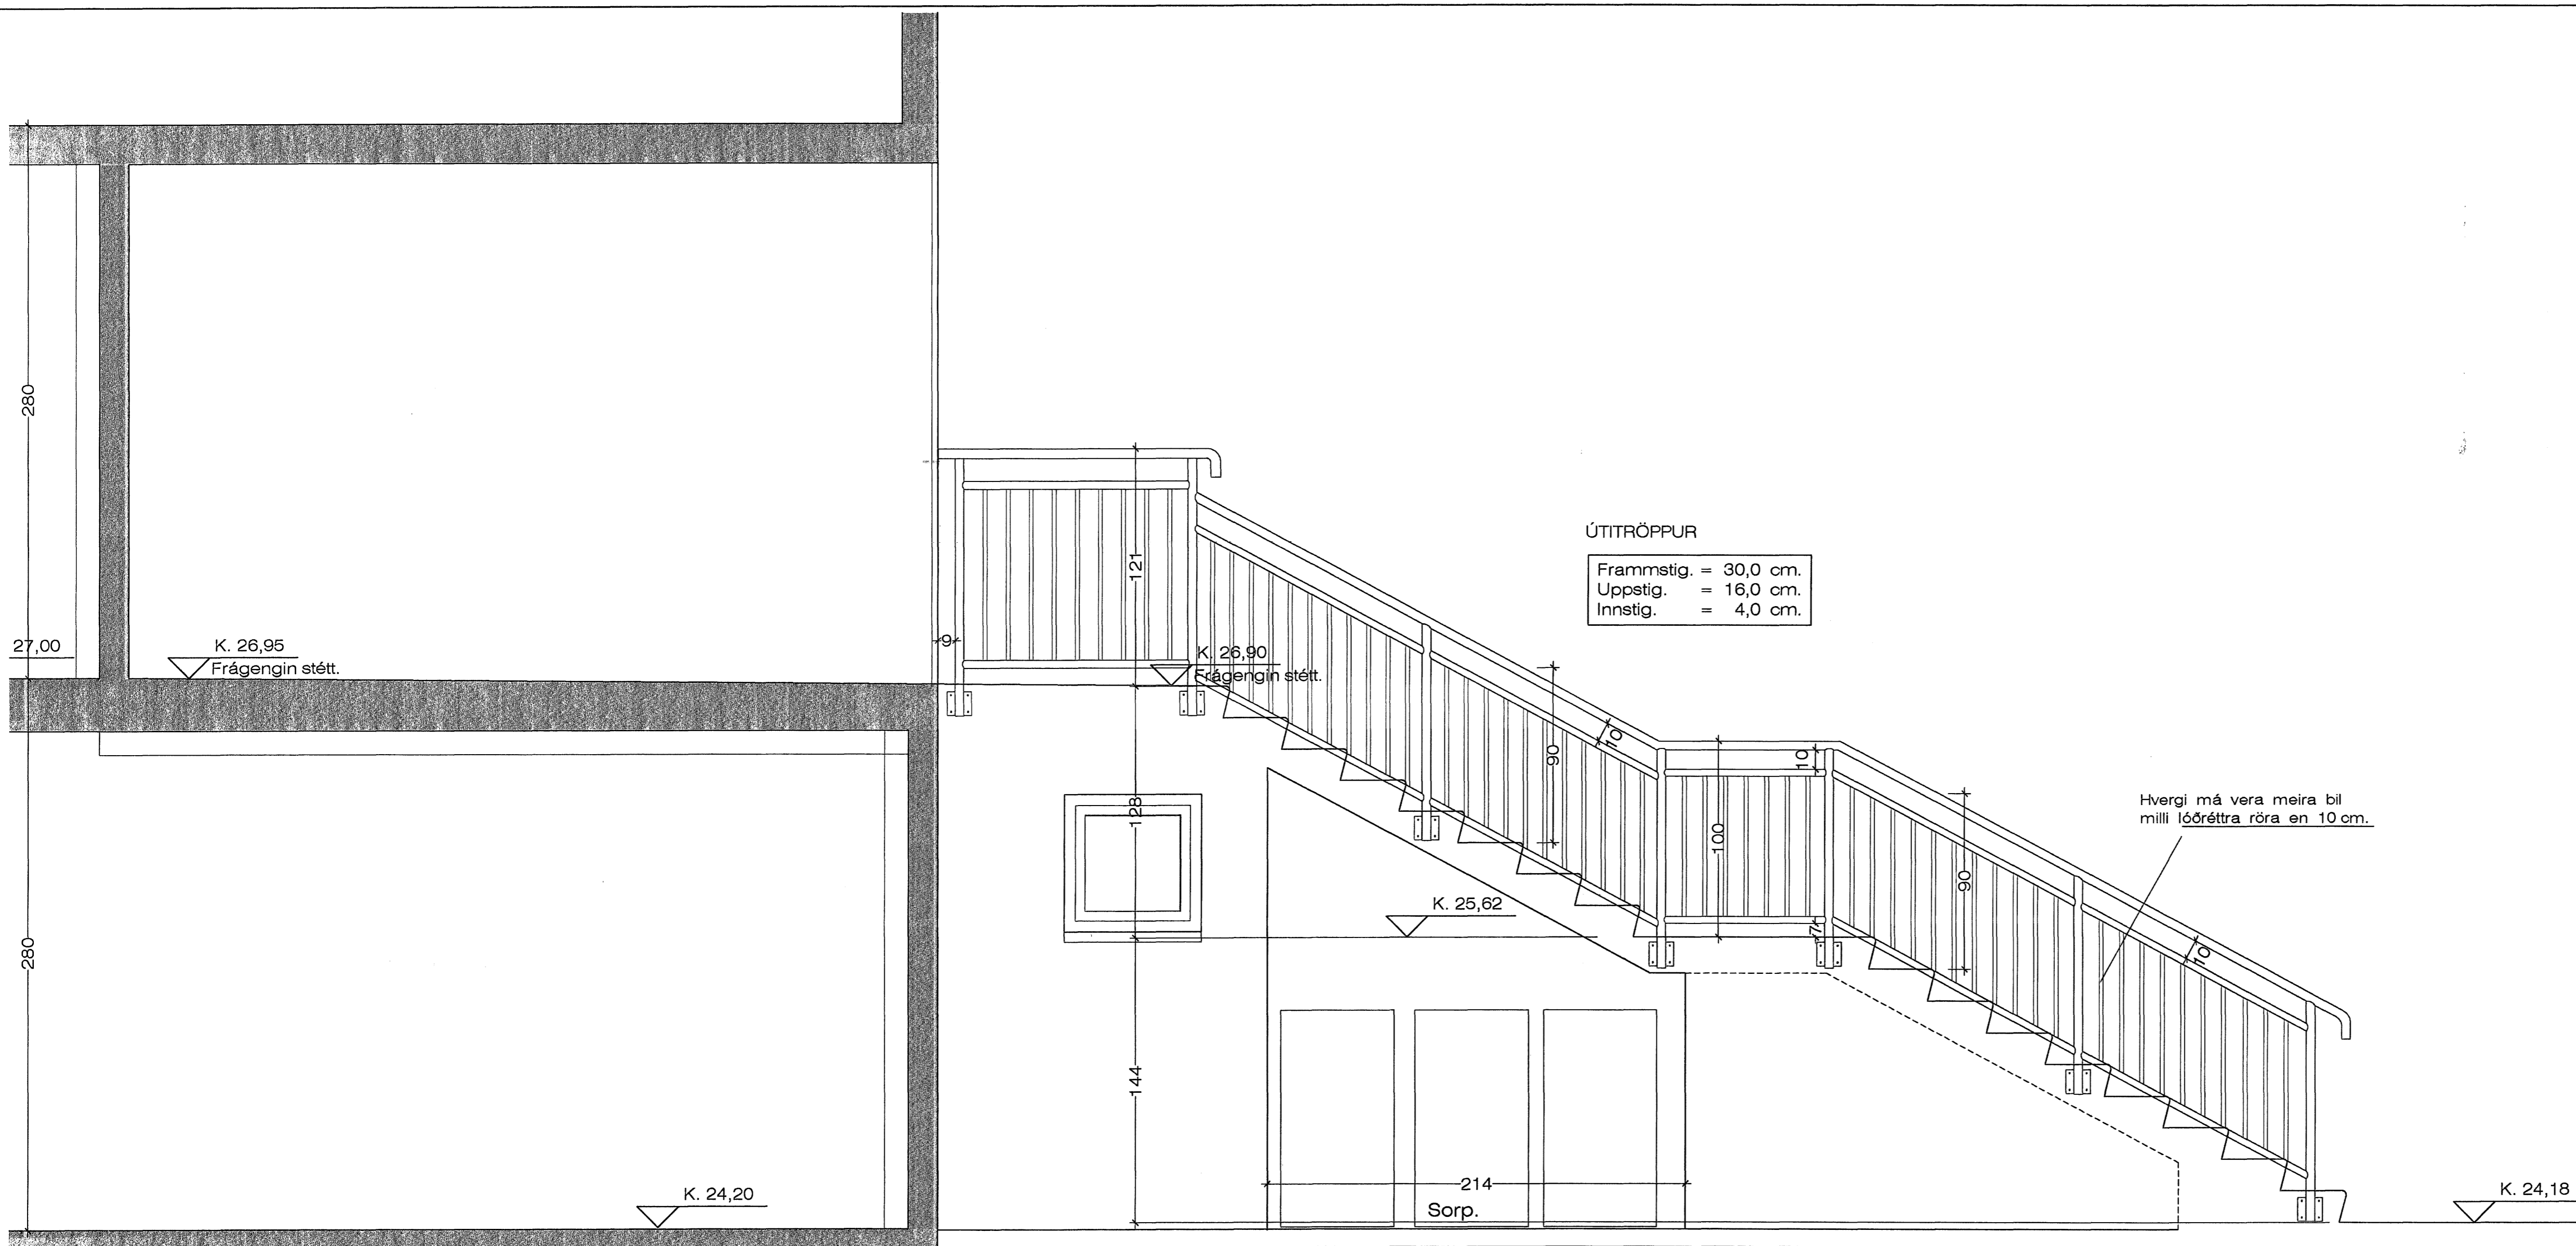 280
27,00
K. 26,95
Frágengin stétt.
280
K. 24,20
9
121
K. 26,90
Frágengin stétt.
128
144
ÚTITRÖPPUR
Frammstig. = 30,0 cm.
Uppstig. = 16,0 cm.
Innstig. = 4,0 cm.
90
10
10
100
7
K. 25,62
214
Sorp.
90
10
Hvergi má vera meira bil
milli lóðréttra röra en 10 cm.
K. 24,18